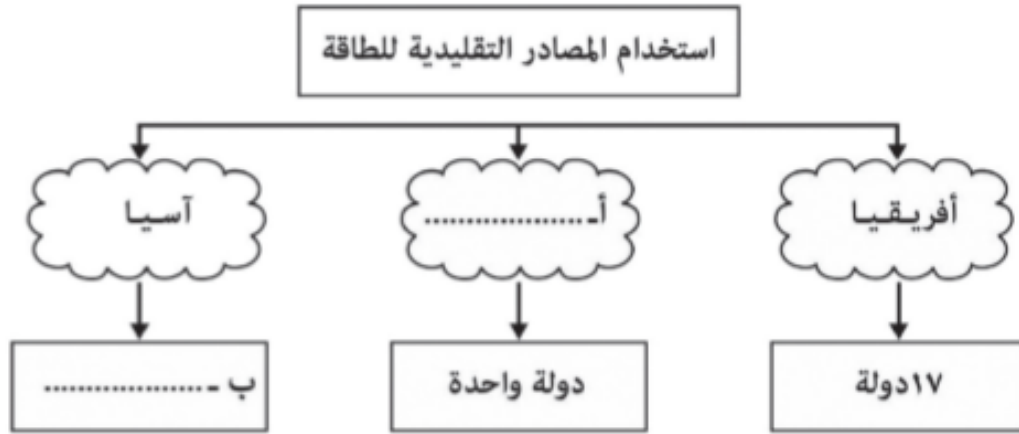 استخدام المصادر التقليدية للطاقة
أفريقيا
أـ ...................
آسيا
١٧دولة
دولة واحدة
ب ـ ...................